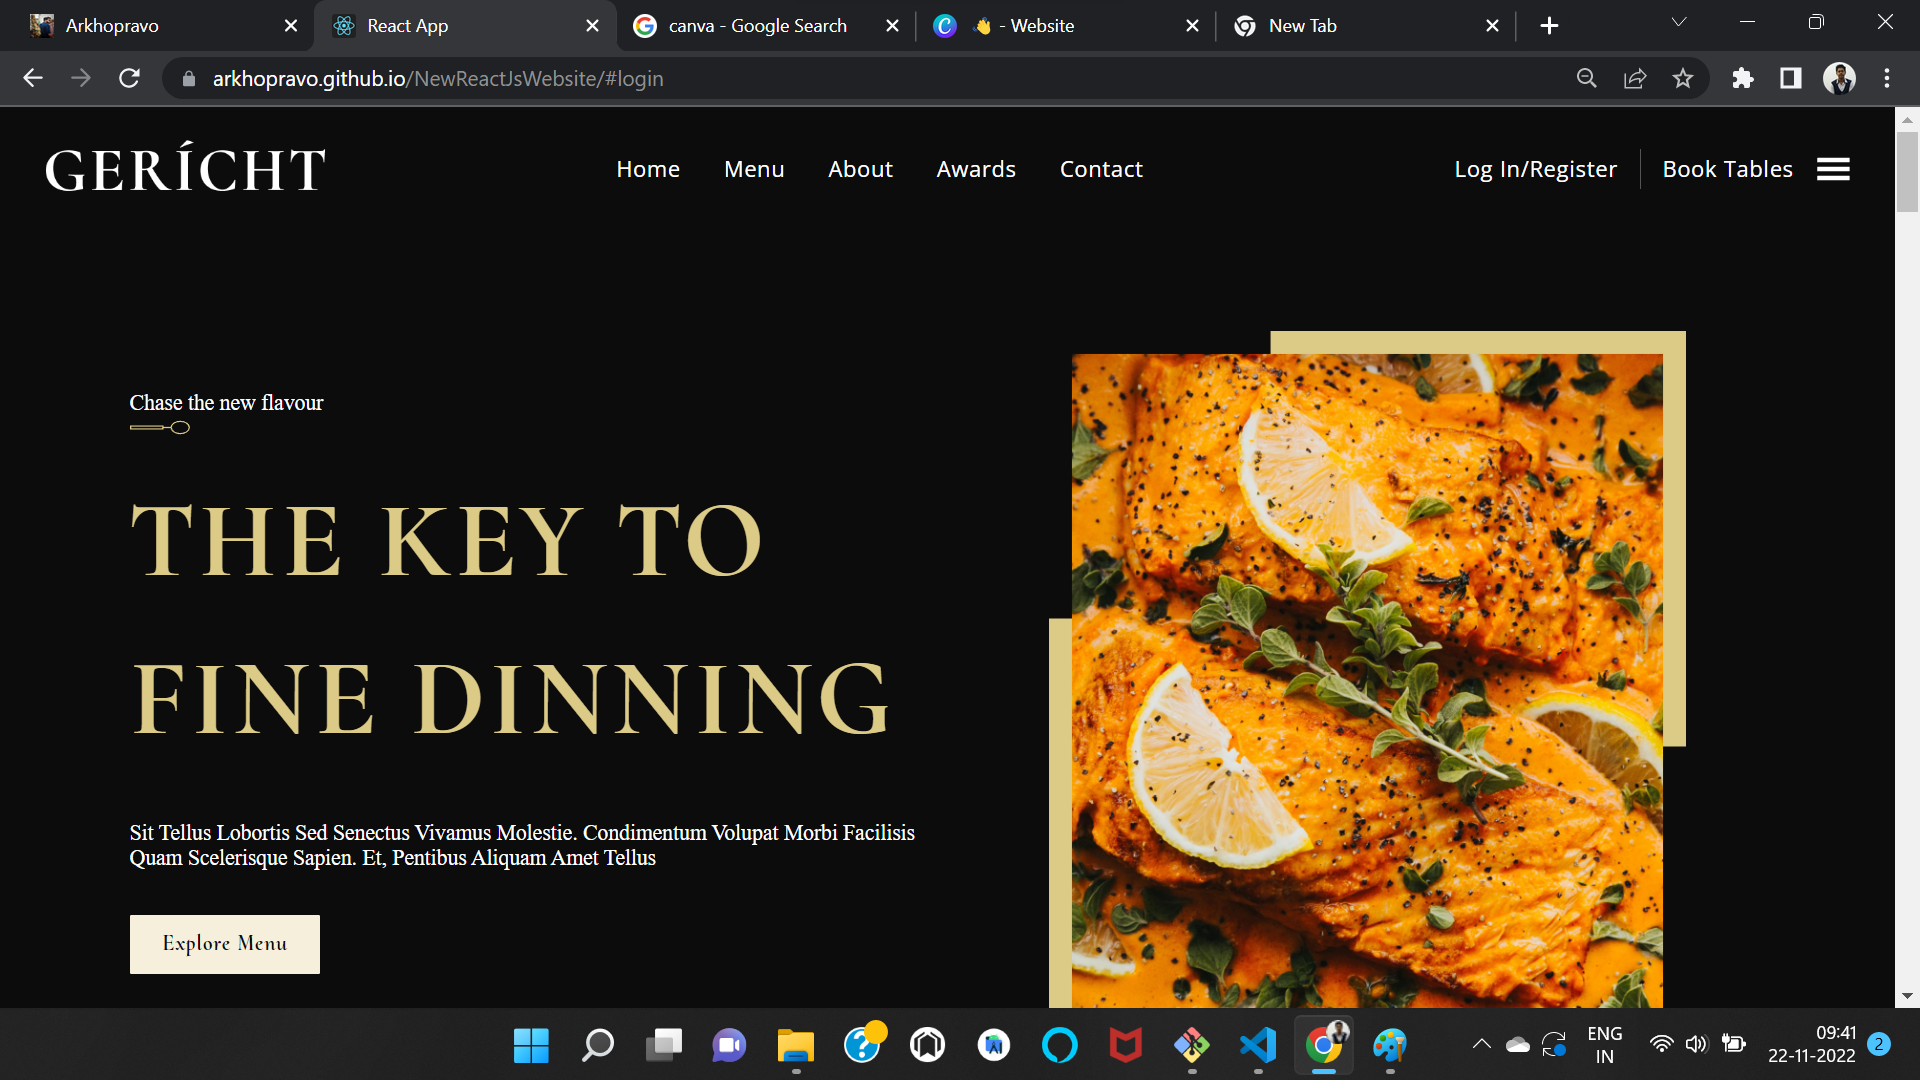 Arkhopravo
React App
canva - Google Search
👋 - Website
New Tab
arkhopravo.github.io/NewReactJsWebsite/#login
GERÍCHT
Home
Menu
About
Awards
Contact
Log In/Register
Book Tables
Chase the new flavour
THE KEY TO
FINE DINNING
Sit Tellus Lobortis Sed Senectus Vivamus Molestie. Condimentum Volupat Morbi Facilisis
Quam Scelerisque Sapien. Et, Pentibus Aliquam Amet Tellus
Explore Menu
ENG
IN
09:41
22-11-2022
2